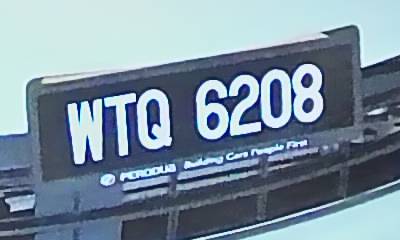 WTQ 6208
PERODUA Building Cars People First